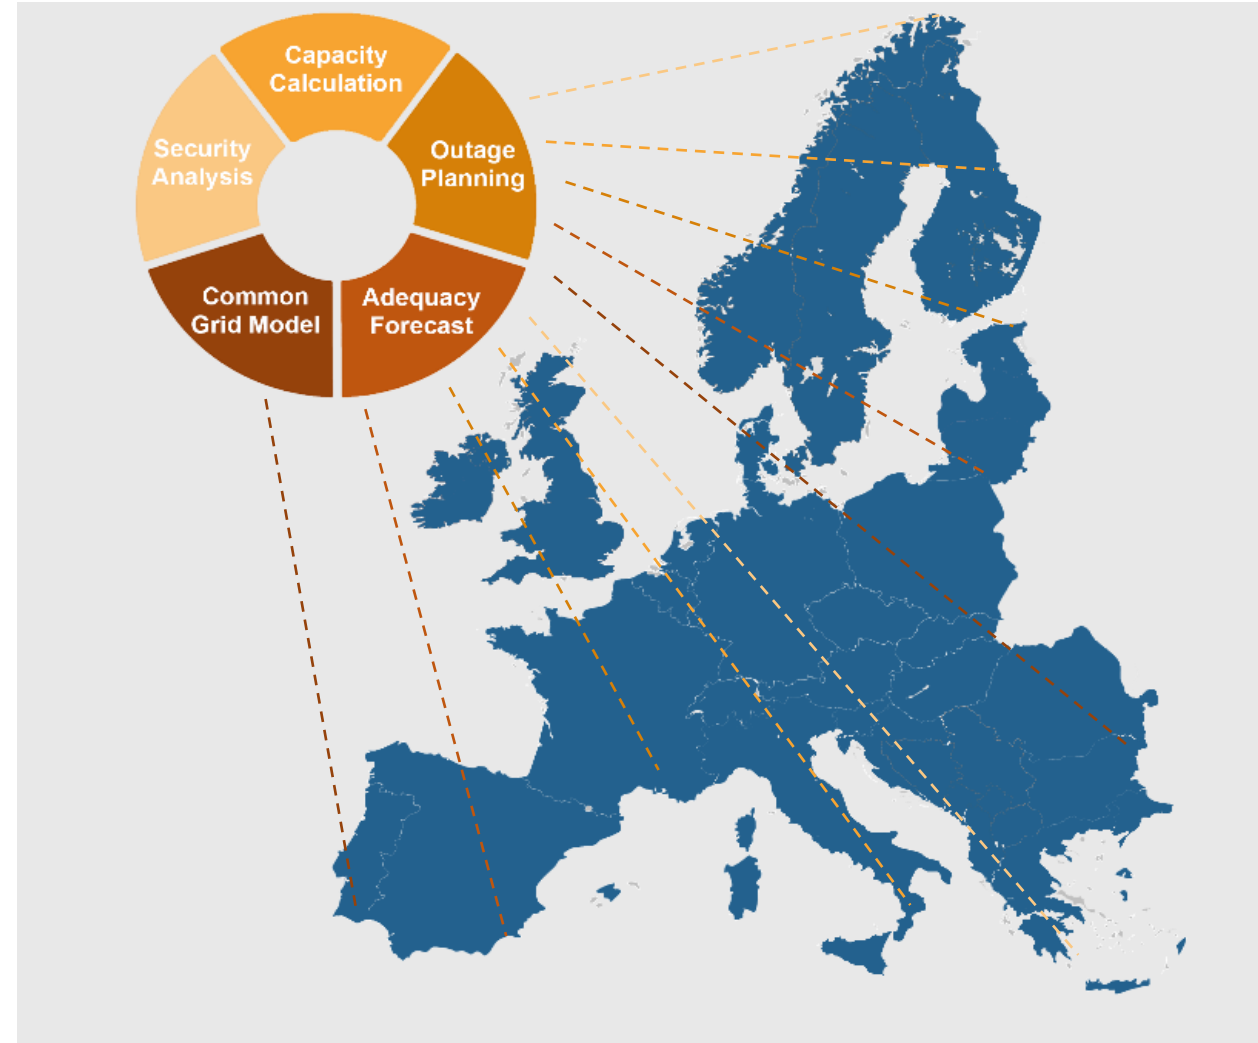 Capacity
Calculation
Security
Analysis
Outage
Planning
Common
Grid Model
Adequacy
Forecast